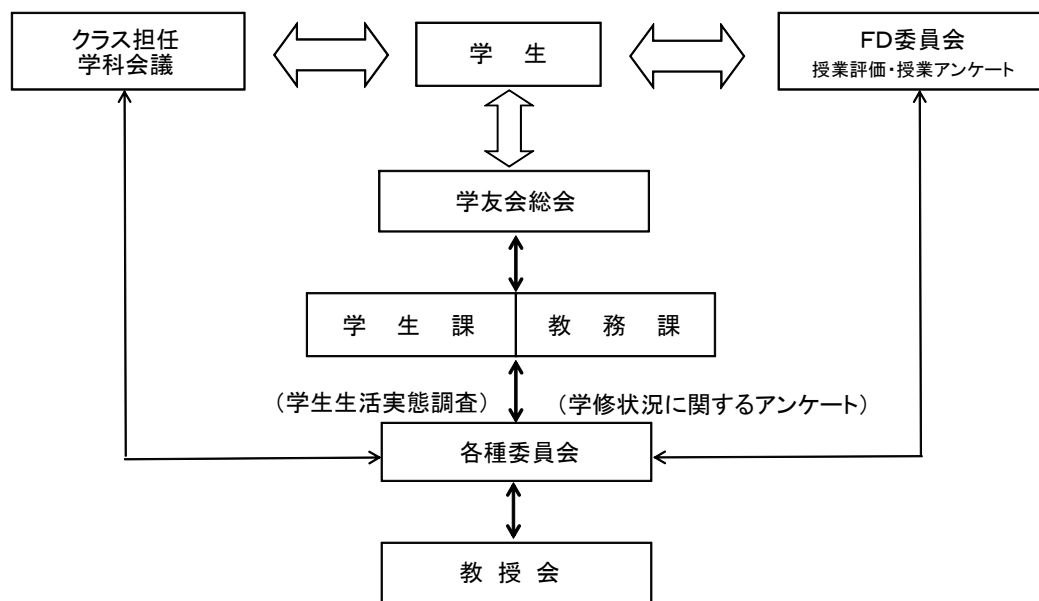 クラス担任
学科会議
学　生
ＦＤ委員会
授業評価・授業アンケート
学友会総会
学　生　課
教　務　課
（学生生活実態調査）
（学修状況に関するアンケート）
各種委員会
教 授 会